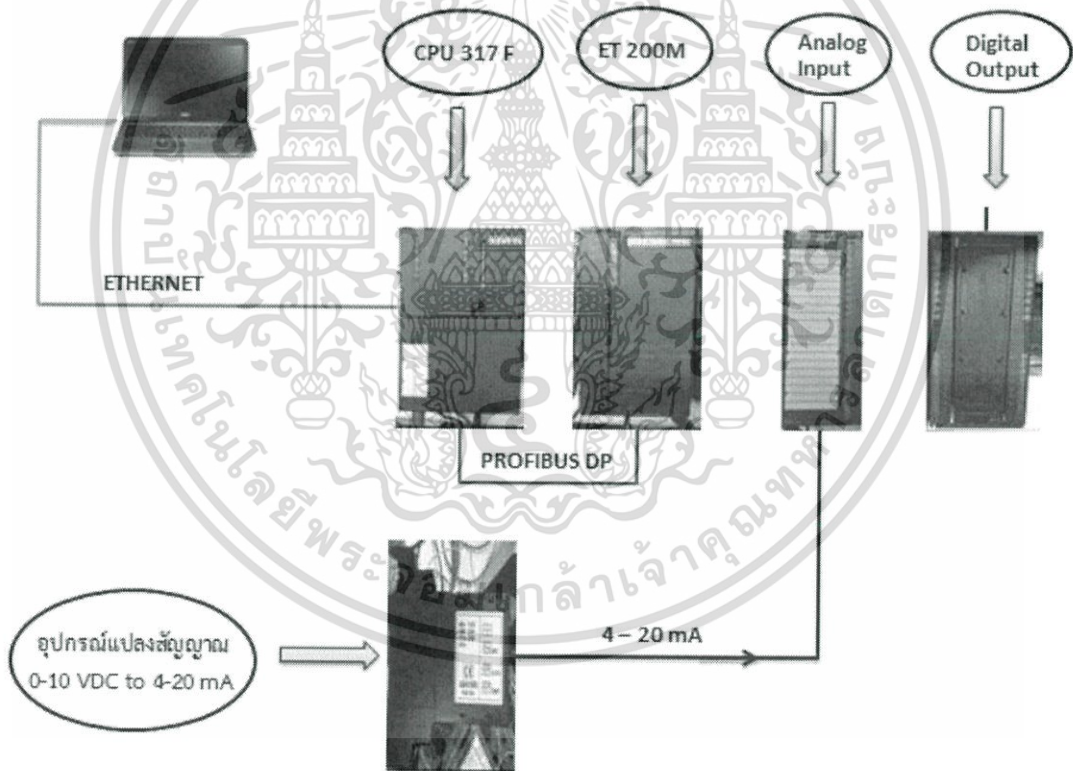 CPU 317 F
ET 200M
Analog
Input
Digital
Output
ETHERNET
PROFIBUS DP
4 – 20 mA
อุปกรณ์แปลงสัญญาณ
0-10 VDC to 4-20 mA